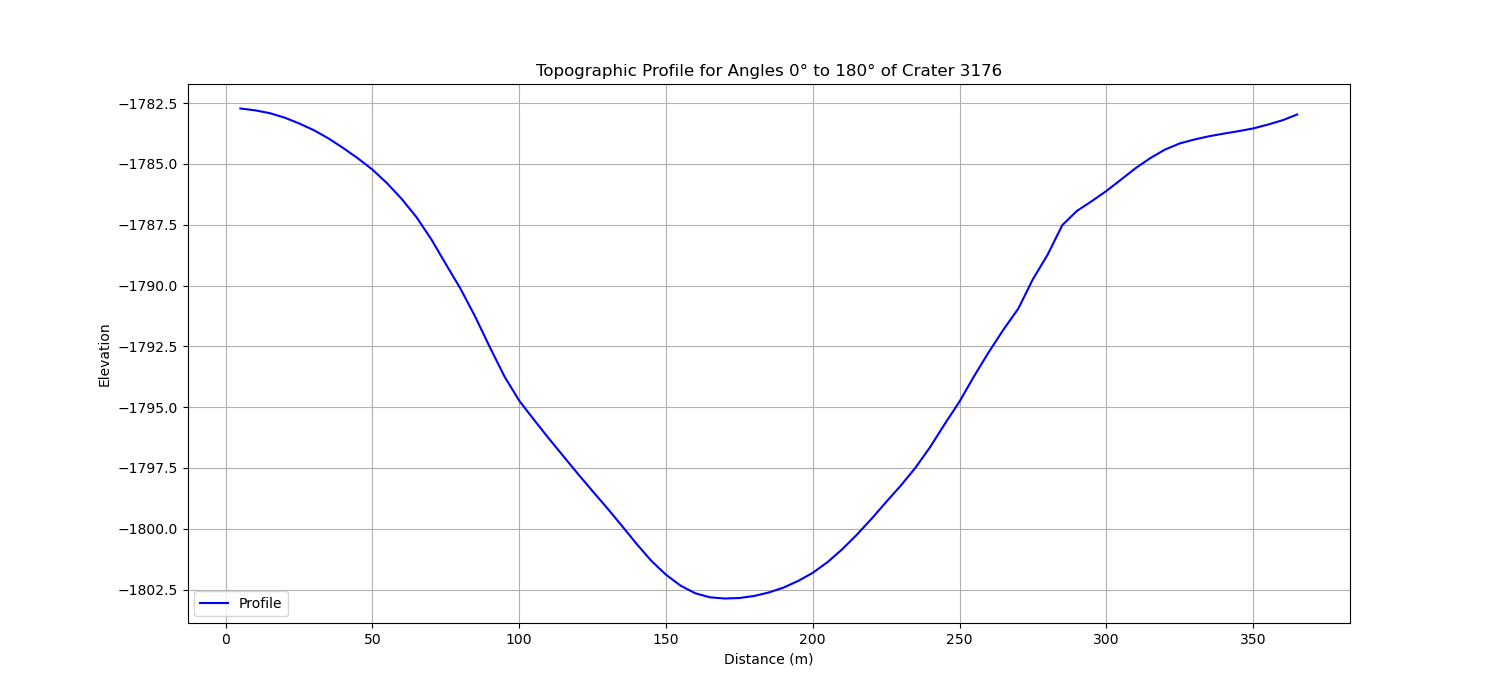 Topographic Profile for Angles 0° to 180° of Crater 3176
−1782.5
−1785.0
−1787.5
−1790.0
−1792.5
−1795.0
−1797.5
−1800.0
−1802.5
Elevation
Profile
0 50 100 150 200 250 300 350
Distance (m)